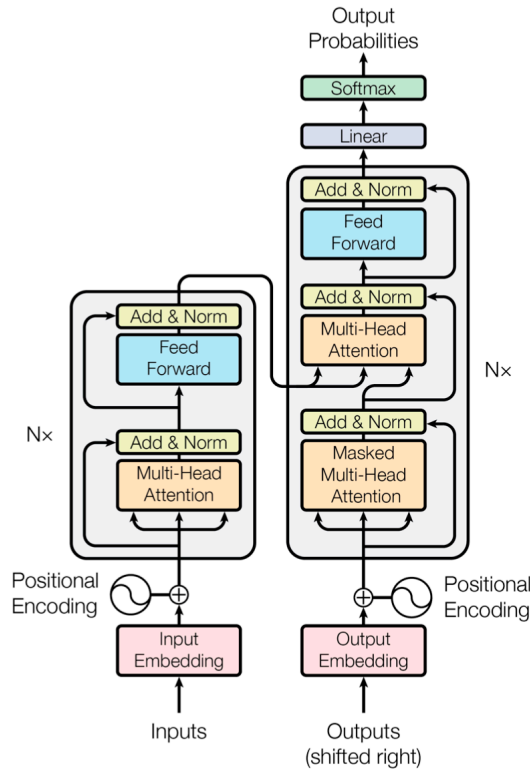 Output
Probabilities
Softmax
Linear
Add & Norm
Feed
Forward
Add & Norm
Multi-Head
Attention
Add & Norm
Masked
Multi-Head
Attention
N×
Add & Norm
Feed
Forward
Add & Norm
Multi-Head
Attention
N×
Positional
Encoding
Positional
Encoding
Input
Embedding
Output
Embedding
Inputs
Outputs
(shifted right)